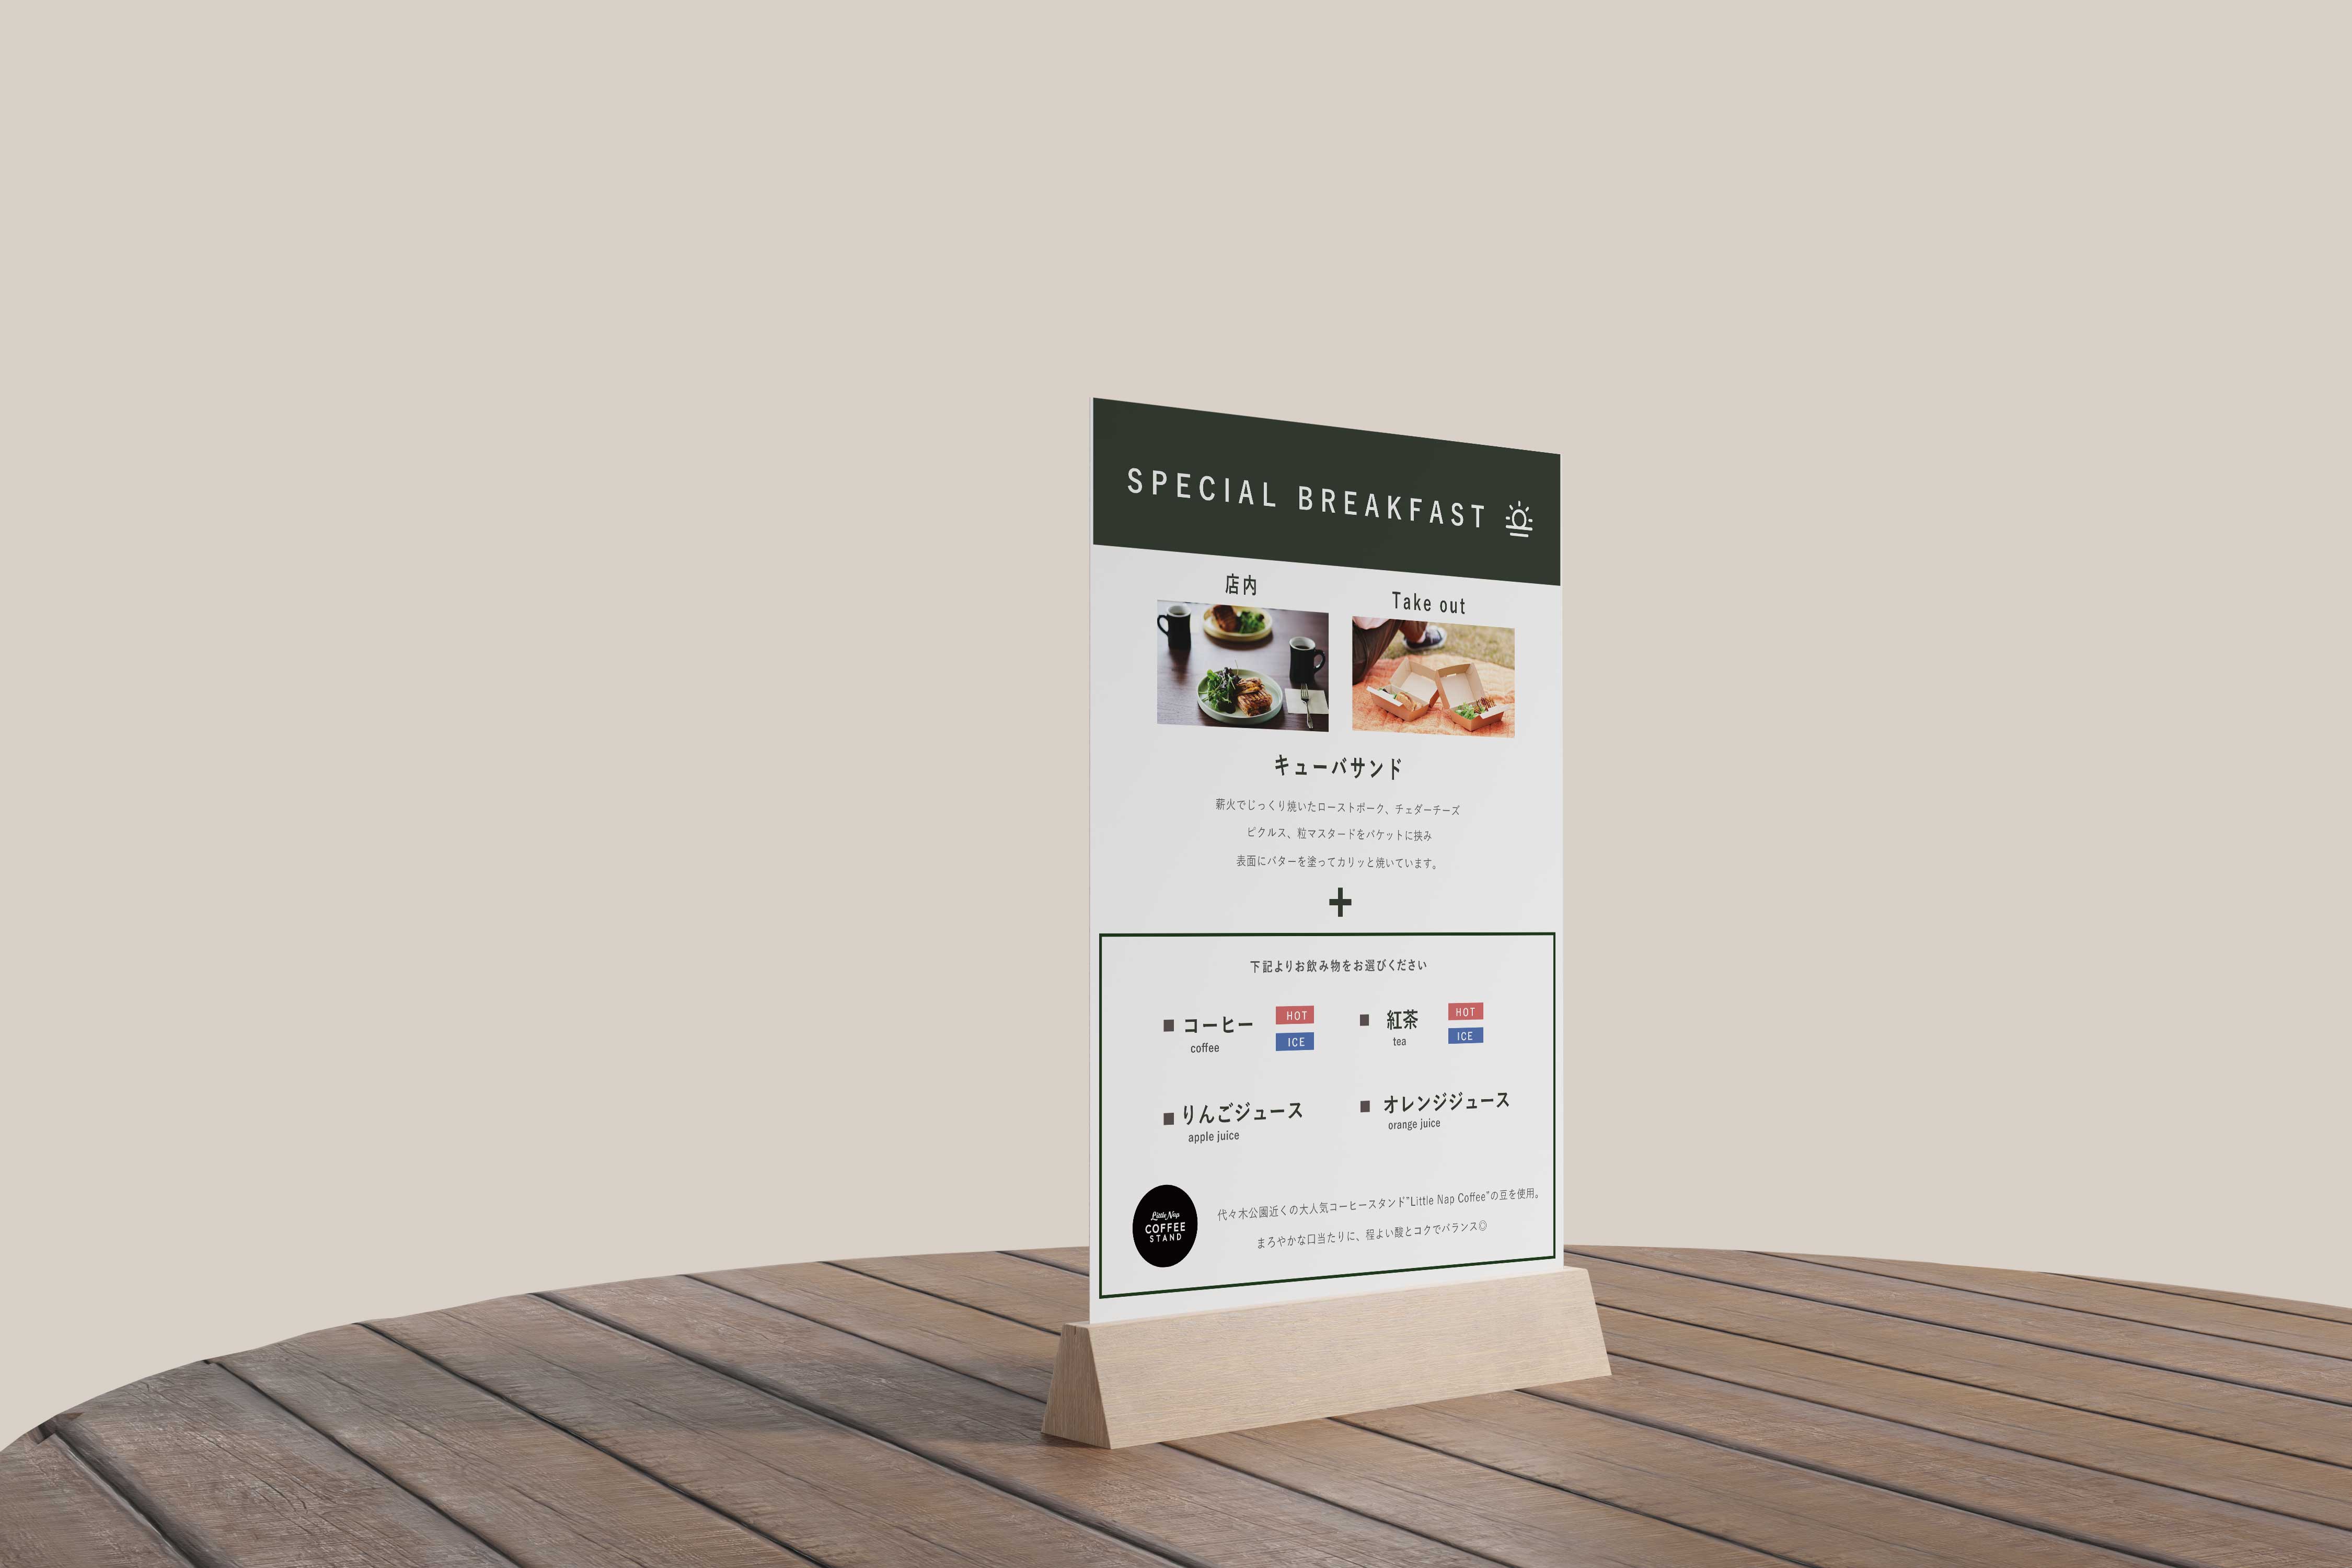 SPECIAL BREAKFAST
店内
Take out
キューバサンド
薪火でじっくり焼いたローストポーク、チェダーチーズ
ピクルス、粒マスタードをバケットに挟み
表面にバターを塗ってカリッと焼いています。
+
下記よりお飲み物をお選びください
■ コーヒー HOT
coffee ICE
■ 紅茶 HOT
tea ICE
■ りんごジュース
apple juice
■ オレンジジュース
orange juice
Little Nap
COFFEE
STAND
代々木公園近くの大人気コーヒースタンド"Little Nap Coffee"の豆を使用。
まろやかな口当たりに、程よい酸とコクでバランス◎